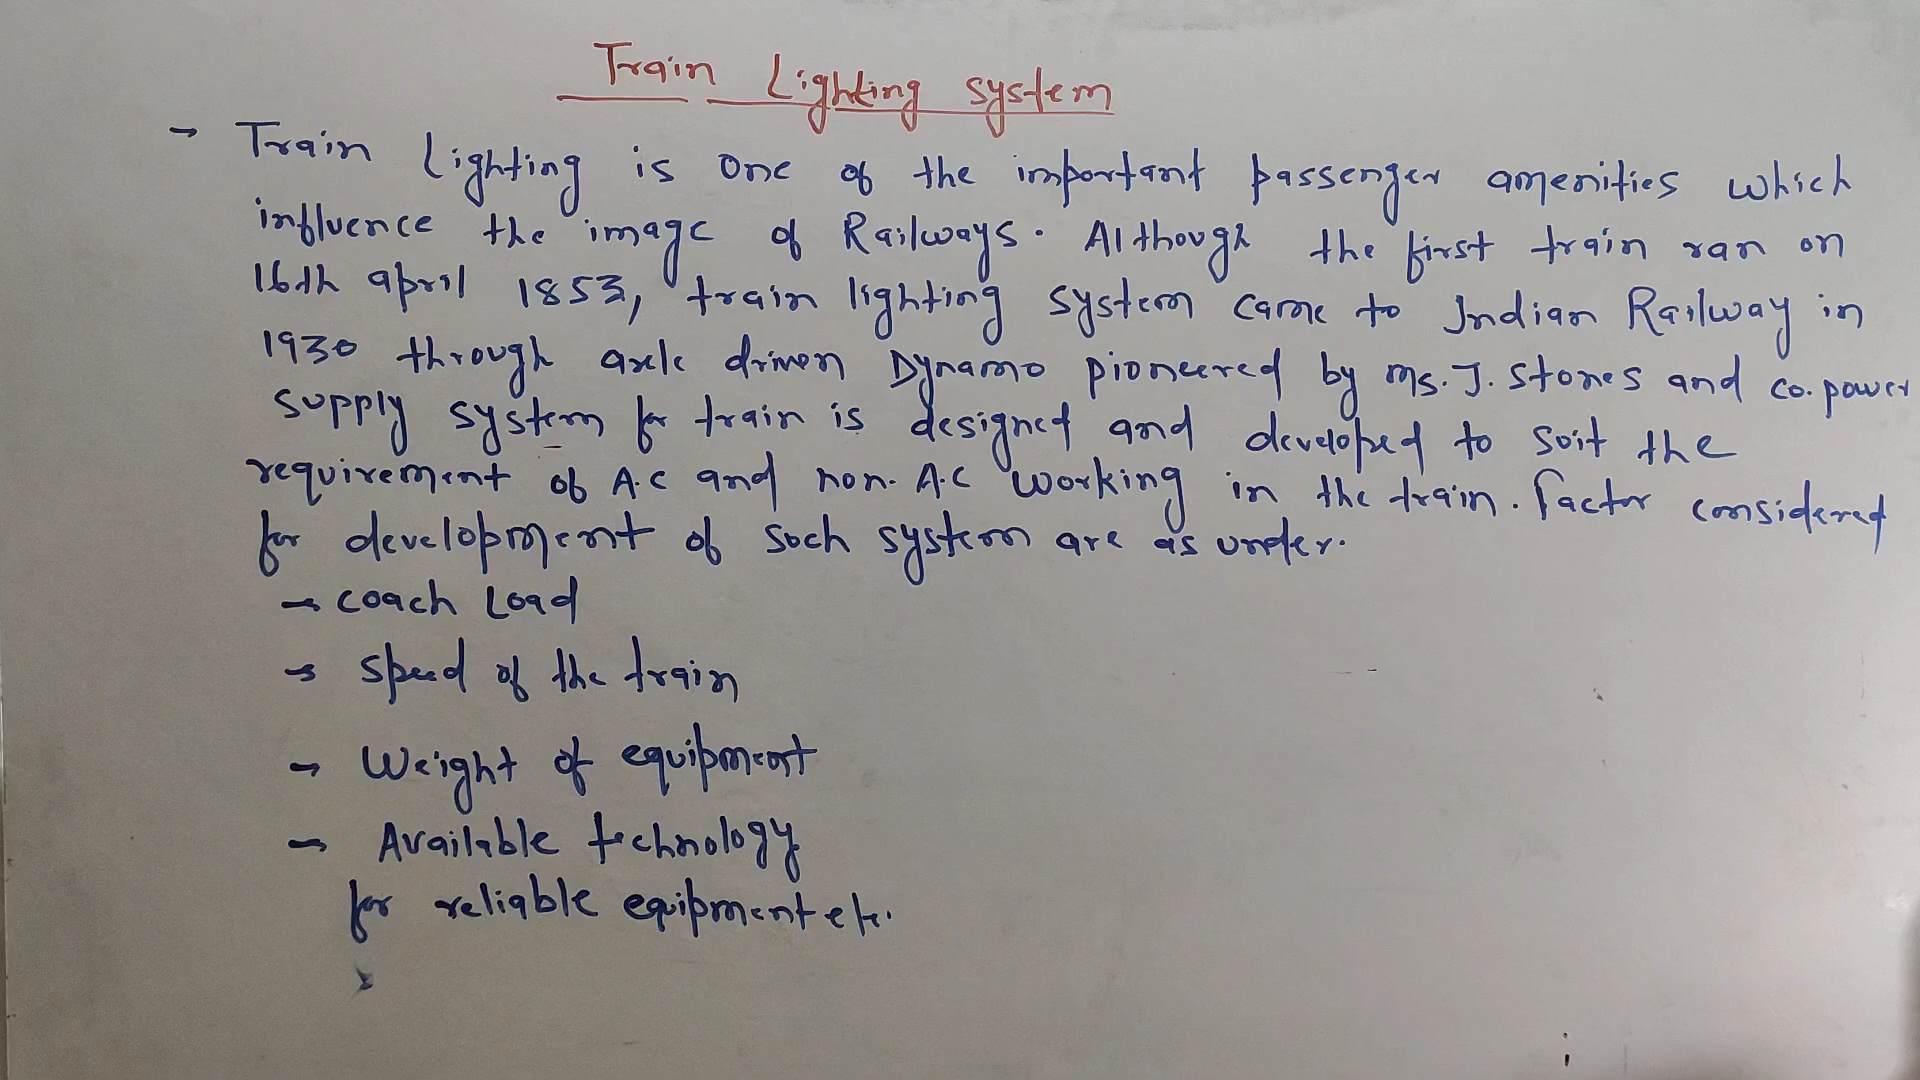 Train Lighting system
→ Train Lighting is one of the important passenger amenities which
influence the image of Railways. Although the first train ran on
16th april 1853, train lighting system came to Indian Railway in
1930 through axle driven Dynamo pioneered by ms. J. Stones and co. power
supply system for train is designed and developed to soit the
requirement of A.C and non. A.C working in the train. Factor considered
for development of soch system are as under.
→ coach Load
→ speed of the train
→ Weight of equipment
→ Available technology
for reliable equipment etc.